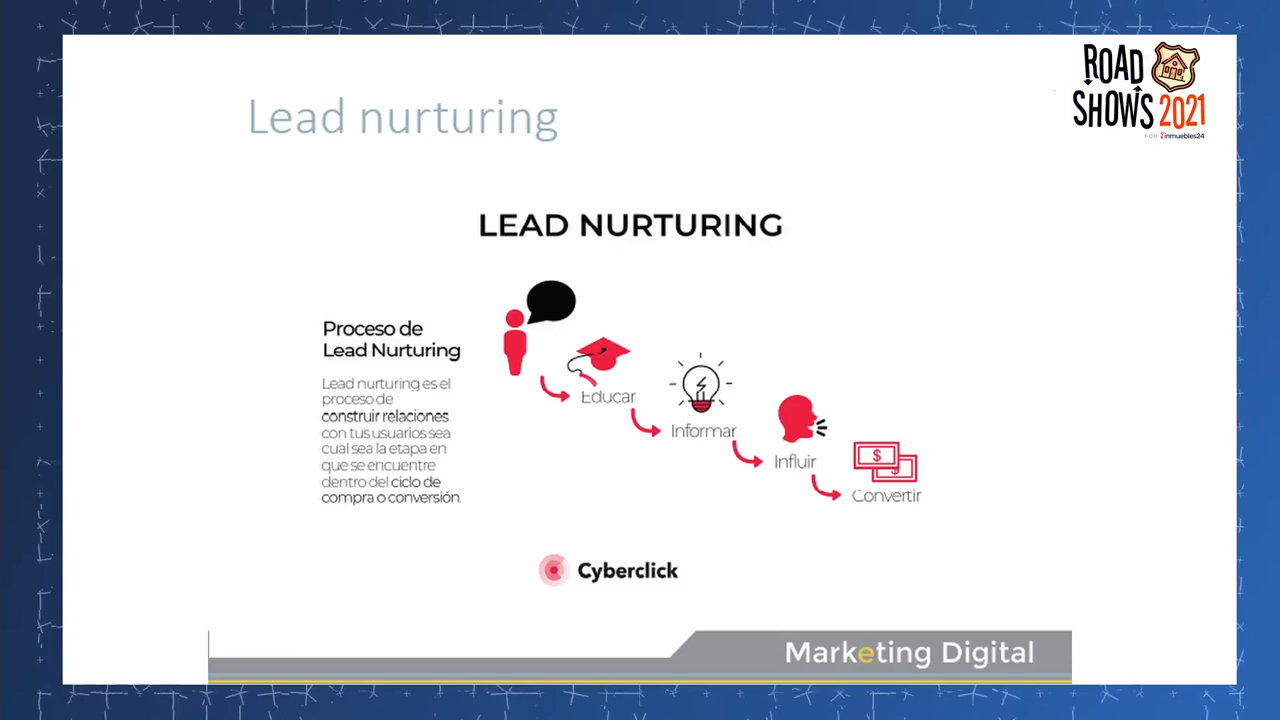 ROAD
SHOWS 2021
POR inmuebles24
Lead nurturing
LEAD NURTURING
Proceso de
Lead Nurturing
Lead nurturing es el
proceso de
construir relaciones
con tus usuarios sea
cual sea la etapa en
que se encuentre
dentro del ciclo de
compra o conversión.
Educar
Informar
Influir
$
$
Convertir
Cyberclick
Marketing Digital